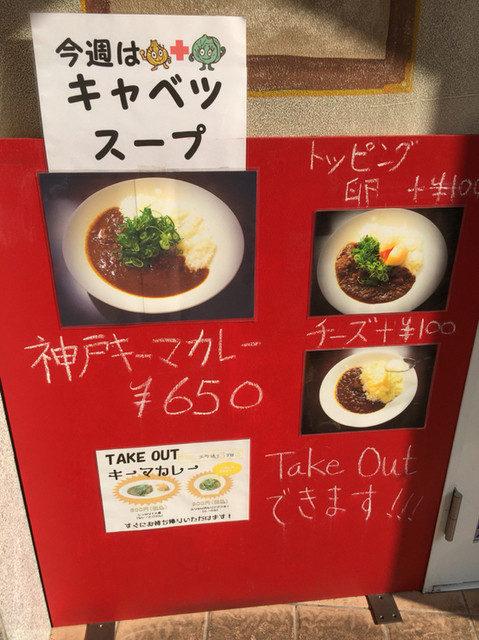 今週は
キャベツ
スープ
トッピング
卵 +¥100
神戸キーマカレー
¥650
チーズ+¥100
TAKE OUT
キーマカレー
Take Out
できます!!!